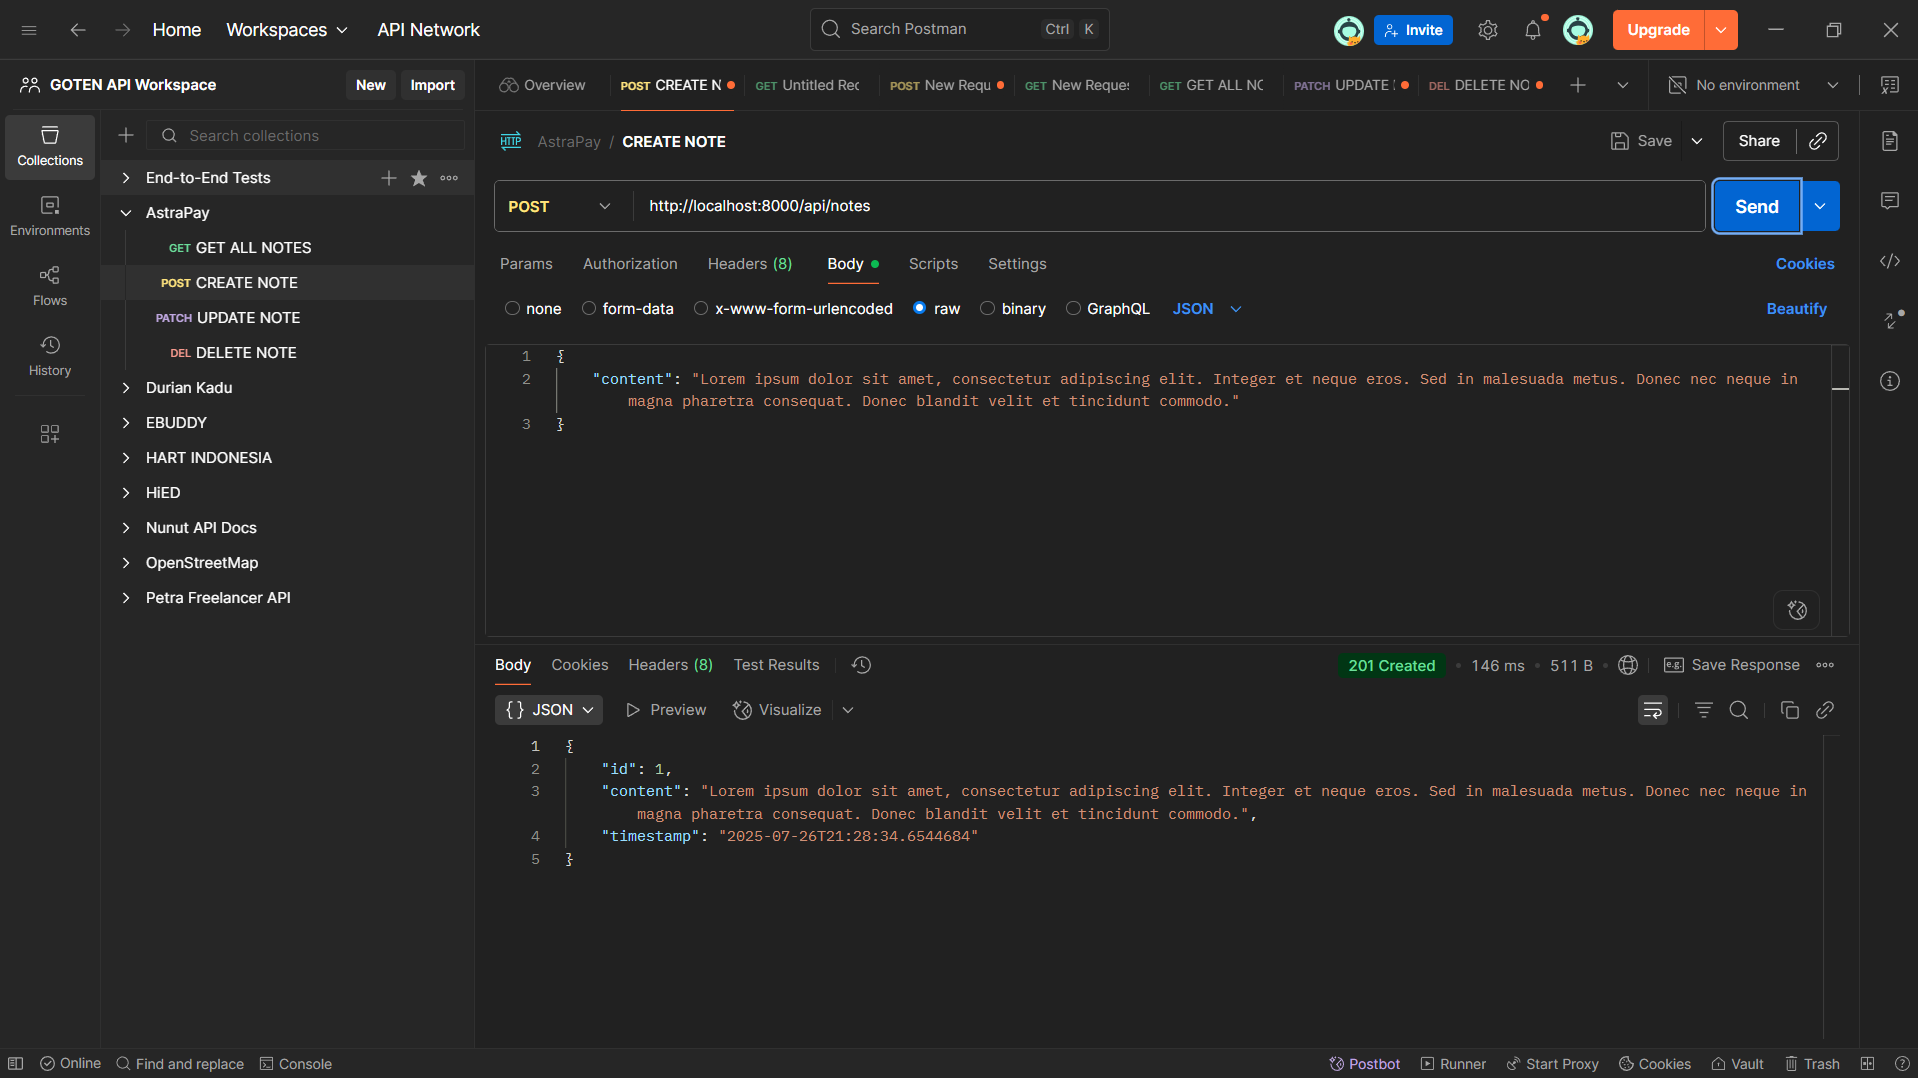 Home
Workspaces
API Network
Search Postman
Ctrl
K
Invite
Upgrade
GOTEN API Workspace
New
Import
Overview
POST CREATE N
GET Untitled Rec
POST New Requ
GET New Reques
GET GET ALL NO
PATCH UPDATE
DEL DELETE NO
No environment
Collections
Environments
Flows
History
Search collections
End-to-End Tests
AstraPay
GET GET ALL NOTES
POST CREATE NOTE
PATCH UPDATE NOTE
DEL DELETE NOTE
Durian Kadu
EBUDDY
HART INDONESIA
HiED
Nunut API Docs
OpenStreetMap
Petra Freelancer API
HTTP
AstraPay / CREATE NOTE
Save
Share
POST
http://localhost:8000/api/notes
Send
Params
Authorization
Headers (8)
Body
Scripts
Settings
Cookies
none
form-data
x-www-form-urlencoded
raw
binary
GraphQL
JSON
Beautify
1 {
2 "content": "Lorem ipsum dolor sit amet, consectetur adipiscing elit. Integer et neque eros. Sed in malesuada metus. Donec nec neque in
magna pharetra consequat. Donec blandit velit et tincidunt commodo."
3 }
Body
Cookies
Headers (8)
Test Results
201 Created
146 ms
511 B
e.g.
Save Response
{} JSON
Preview
Visualize
1 {
2 "id": 1,
3 "content": "Lorem ipsum dolor sit amet, consectetur adipiscing elit. Integer et neque eros. Sed in malesuada metus. Donec nec neque in
magna pharetra consequat. Donec blandit velit et tincidunt commodo.",
4 "timestamp": "2025-07-26T21:28:34.6544684"
5 }
Online
Find and replace
Console
Postbot
Runner
Start Proxy
Cookies
Vault
Trash